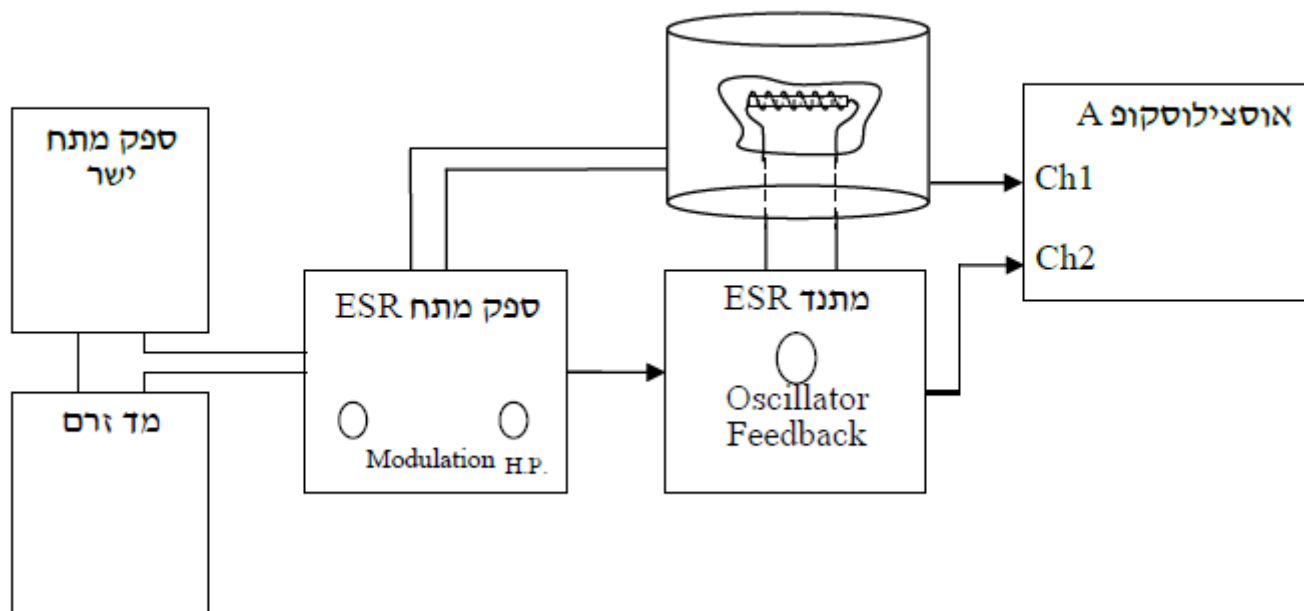 ספק מתח
ישר
מד זרם
ספק מתח ESR
Modulation H.P.
מתנד ESR
Oscillator
Feedback
אוסצילוסקופ A
Ch1
Ch2